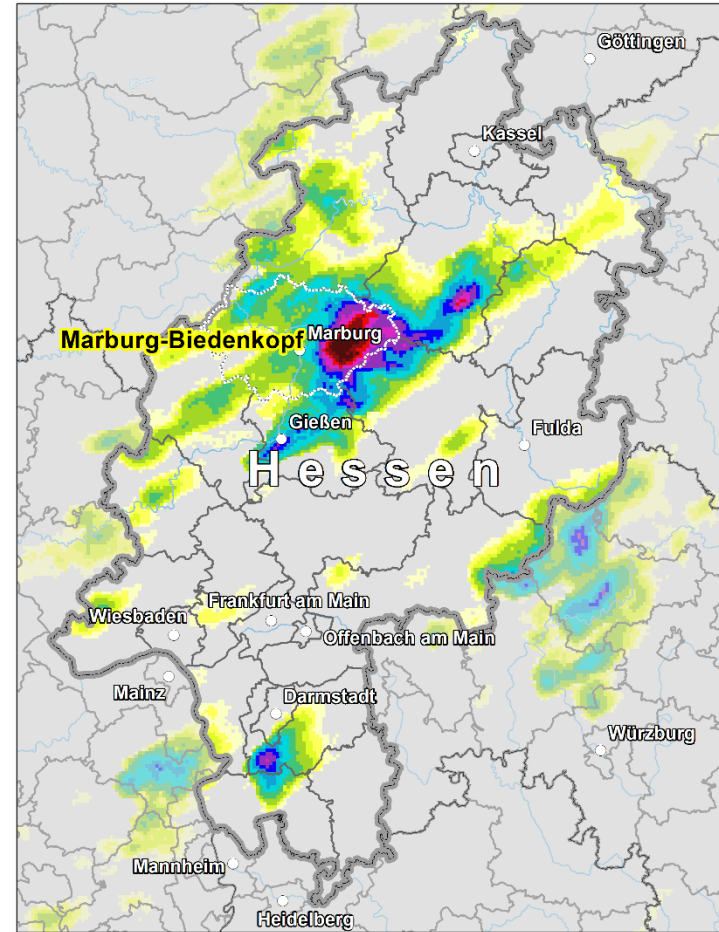 Göttingen
Kassel
Marburg-Biedenkopf
Marburg
Gießen
Fulda
Hessen
Frankfurt am Main
Wiesbaden
Offenbach am Main
Mainz
Darmstadt
Würzburg
Mannheim
Heidelberg